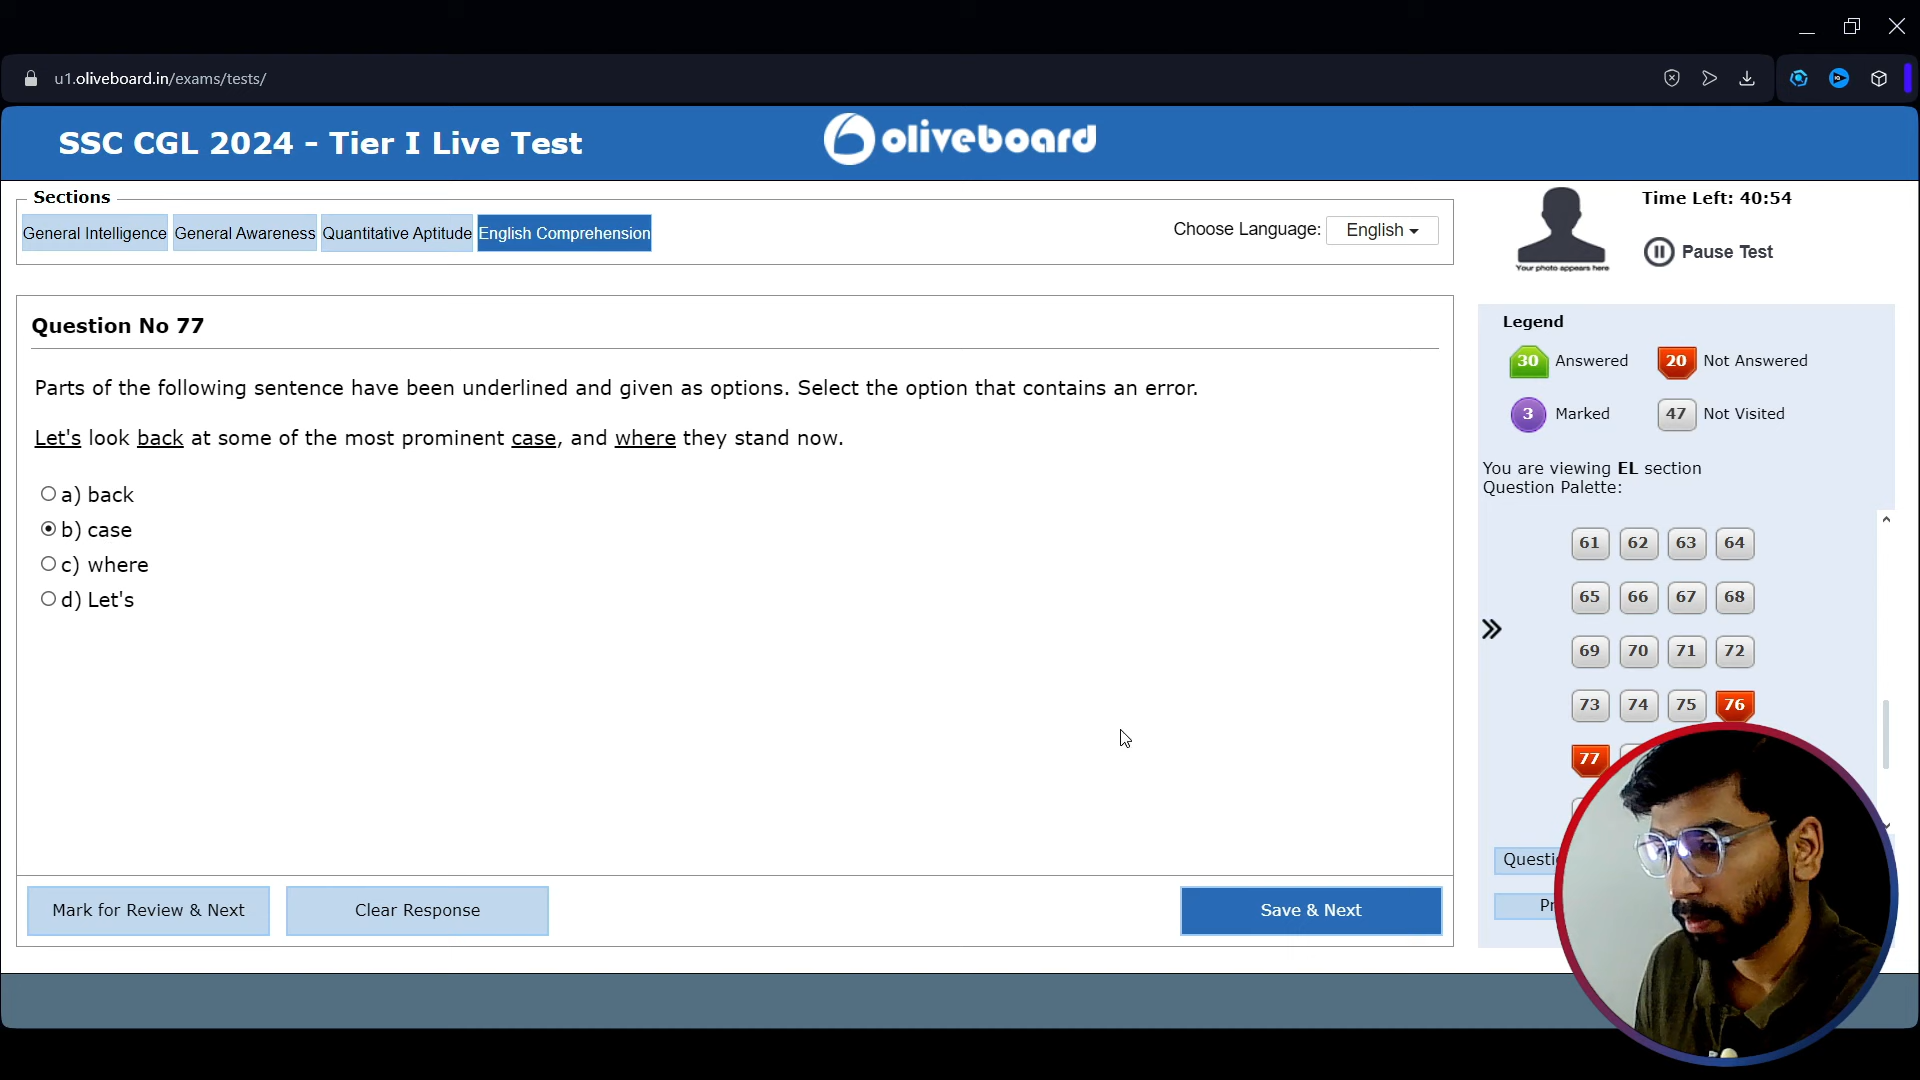 u1.oliveboard.in/exams/tests/
SSC CGL 2024 - Tier I Live Test
oliveboard
Sections
General Intelligence
General Awareness
Quantitative Aptitude
English Comprehension
Choose Language:
English
Your photo appears here
Time Left: 40:54
Pause Test
Question No 77
Parts of the following sentence have been underlined and given as options. Select the option that contains an error.
Let's look back at some of the most prominent case, and where they stand now.
a) back
b) case
c) where
d) Let's
Mark for Review & Next
Clear Response
Save & Next
Legend
30 Answered
20 Not Answered
3 Marked
47 Not Visited
You are viewing EL section
Question Palette:
61 62 63 64
65 66 67 68
69 70 71 72
73 74 75 76
77